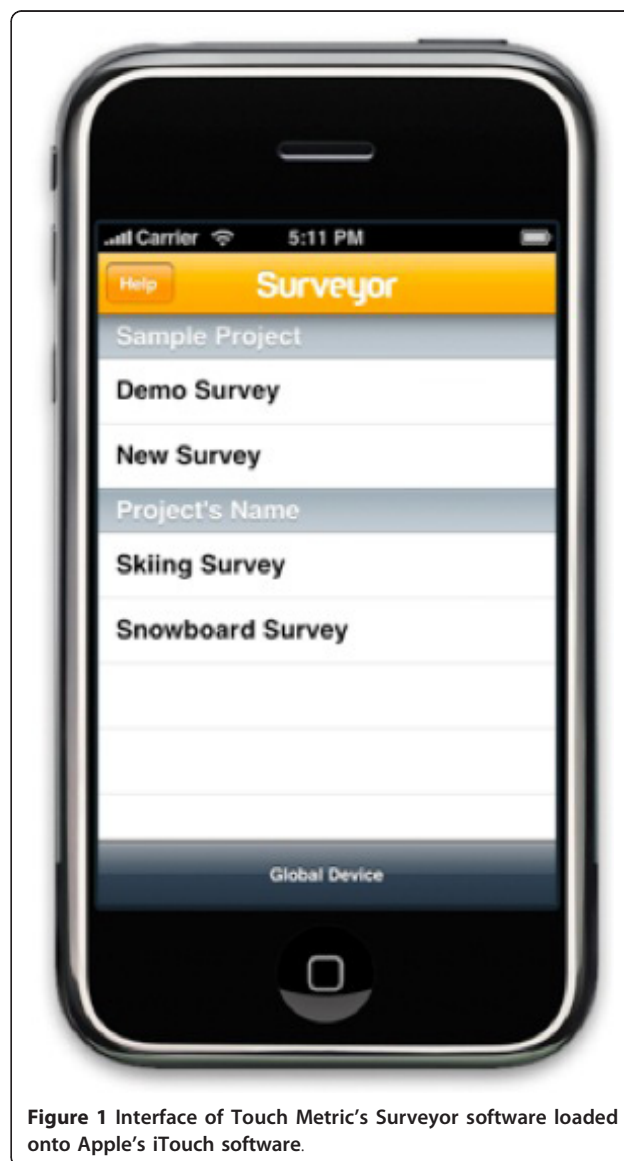 Carrier 5:11 PM
Help Surveyor
Sample Project
Demo Survey
New Survey
Project's Name
Skiing Survey
Snowboard Survey
Global Device
Figure 1 Interface of Touch Metric's Surveyor software loaded
onto Apple's iTouch software.